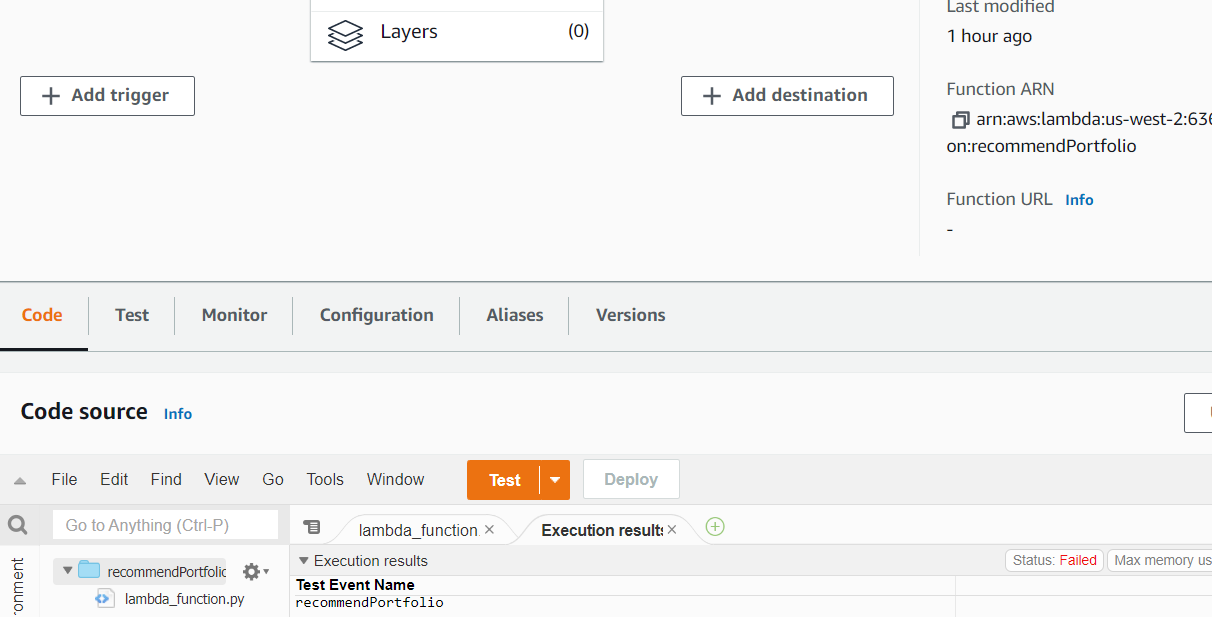 Last modified
Layers (0)
1 hour ago
Add trigger
Add destination
Function ARN
arn:aws:lambda:us-west-2:636
on:recommendPortfolio
Function URL Info
-
Code Test Monitor Configuration Aliases Versions
Code source Info
File Edit Find View Go Tools Window Test Deploy
Go to Anything (Ctrl-P)
lambda_function × Execution results ×
Execution results Status: Failed Max memory us
Test Event Name
recommendPortfolio
recommendPortfolio
lambda_function.py
ronment